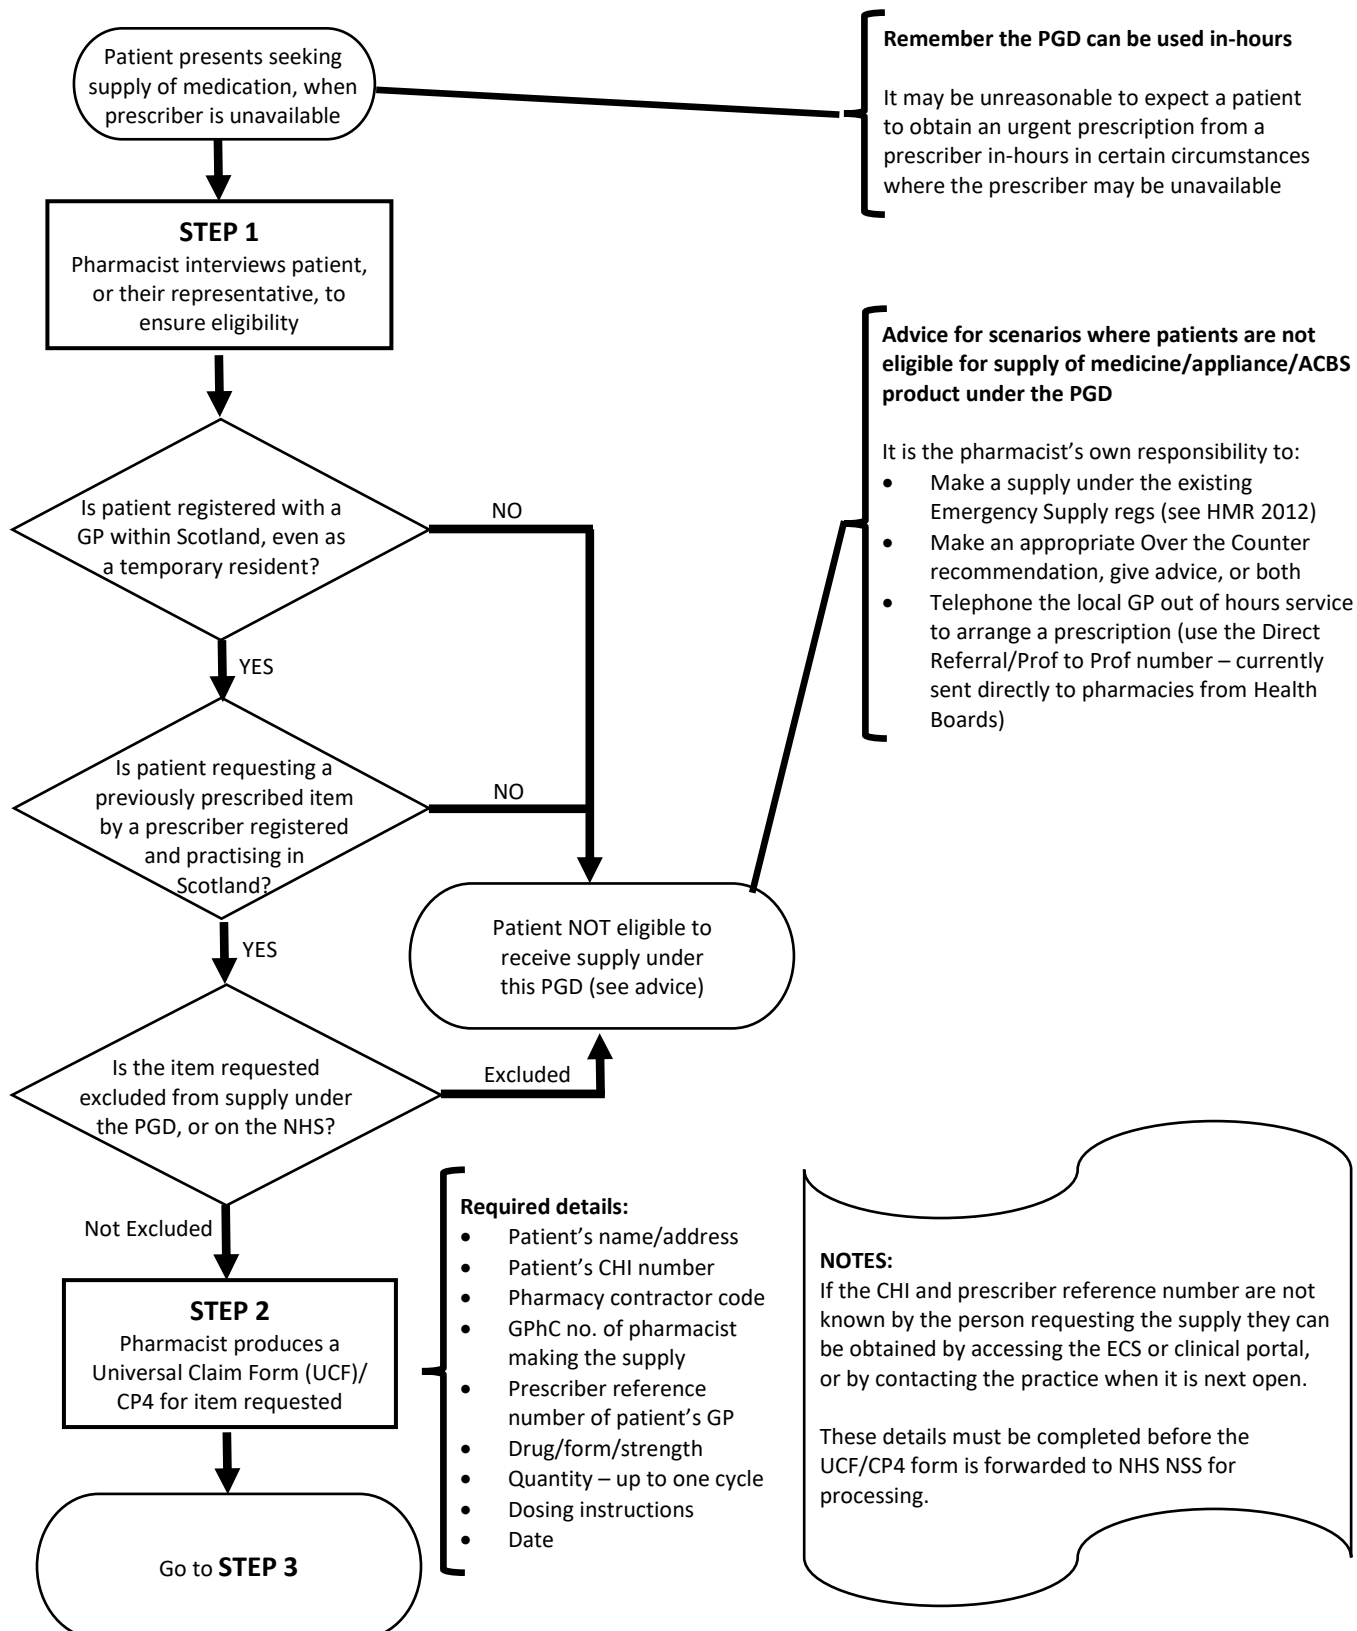 Patient presents seeking
supply of medication, when
prescriber is unavailable
Remember the PGD can be used in-hours
It may be unreasonable to expect a patient
to obtain an urgent prescription from a
prescriber in-hours in certain circumstances
where the prescriber may be unavailable
STEP 1
Pharmacist interviews patient,
or their representative, to
ensure eligibility
Advice for scenarios where patients are not
eligible for supply of medicine/appliance/ACBS
product under the PGD
It is the pharmacist’s own responsibility to:
• Make a supply under the existing
Emergency Supply regs (see HMR 2012)
• Make an appropriate Over the Counter
recommendation, give advice, or both
• Telephone the local GP out of hours service
to arrange a prescription (use the Direct
Referral/Prof to Prof number – currently
sent directly to pharmacies from Health
Boards)
Is patient registered with a
GP within Scotland, even as
a temporary resident?
NO
YES
Is patient requesting a
previously prescribed item
by a prescriber registered
and practising in
Scotland?
NO
YES
Patient NOT eligible to
receive supply under
this PGD (see advice)
Is the item requested
excluded from supply under
the PGD, or on the NHS?
Excluded
Not Excluded
STEP 2
Pharmacist produces a
Universal Claim Form (UCF)/
CP4 for item requested
Required details:
• Patient’s name/address
• Patient’s CHI number
• Pharmacy contractor code
• GPhC no. of pharmacist
making the supply
• Prescriber reference
number of patient’s GP
• Drug/form/strength
• Quantity – up to one cycle
• Dosing instructions
• Date
NOTES:
If the CHI and prescriber reference number are not
known by the person requesting the supply they can
be obtained by accessing the ECS or clinical portal,
or by contacting the practice when it is next open.
These details must be completed before the
UCF/CP4 form is forwarded to NHS NSS for
processing.
Go to STEP 3